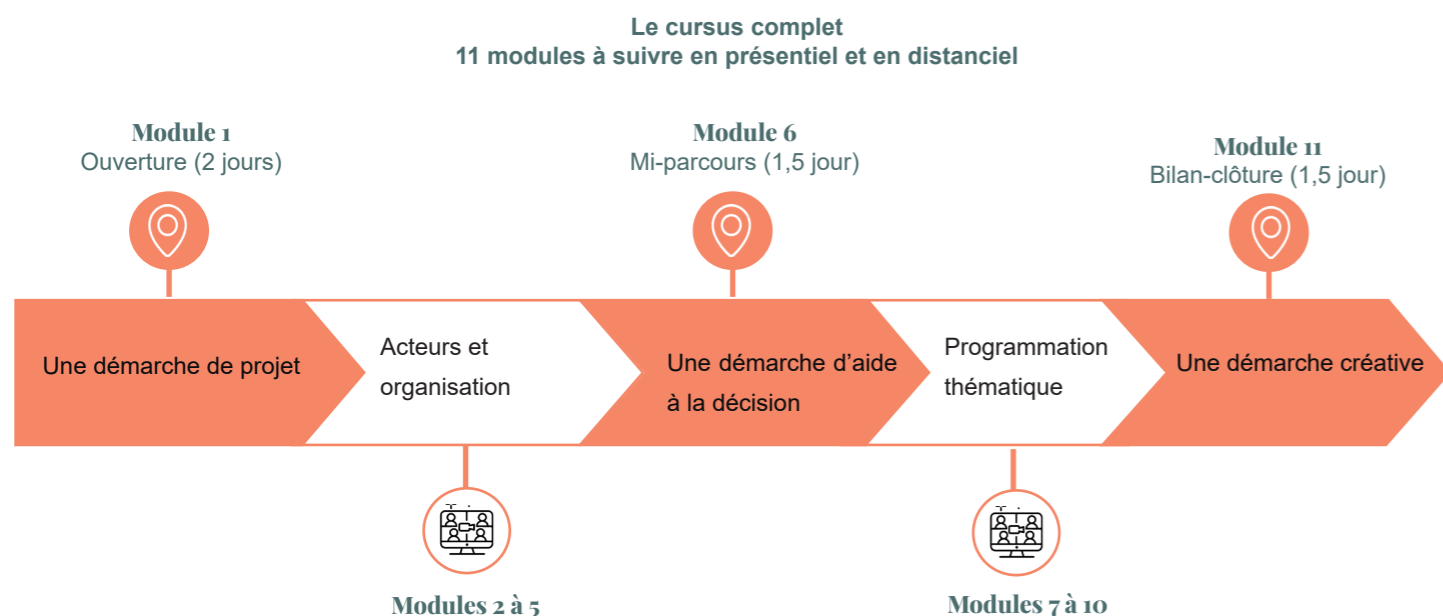 Le cursus complet
11 modules à suivre en présentiel et en distanciel
Module 1
Ouverture (2 jours)
Module 6
Mi-parcours (1,5 jour)
Module 11
Bilan-clôture (1,5 jour)
Une démarche de projet
Acteurs et
organisation
Une démarche d’aide
à la décision
Programmation
thématique
Une démarche créative
Modules 2 à 5
Modules 7 à 10